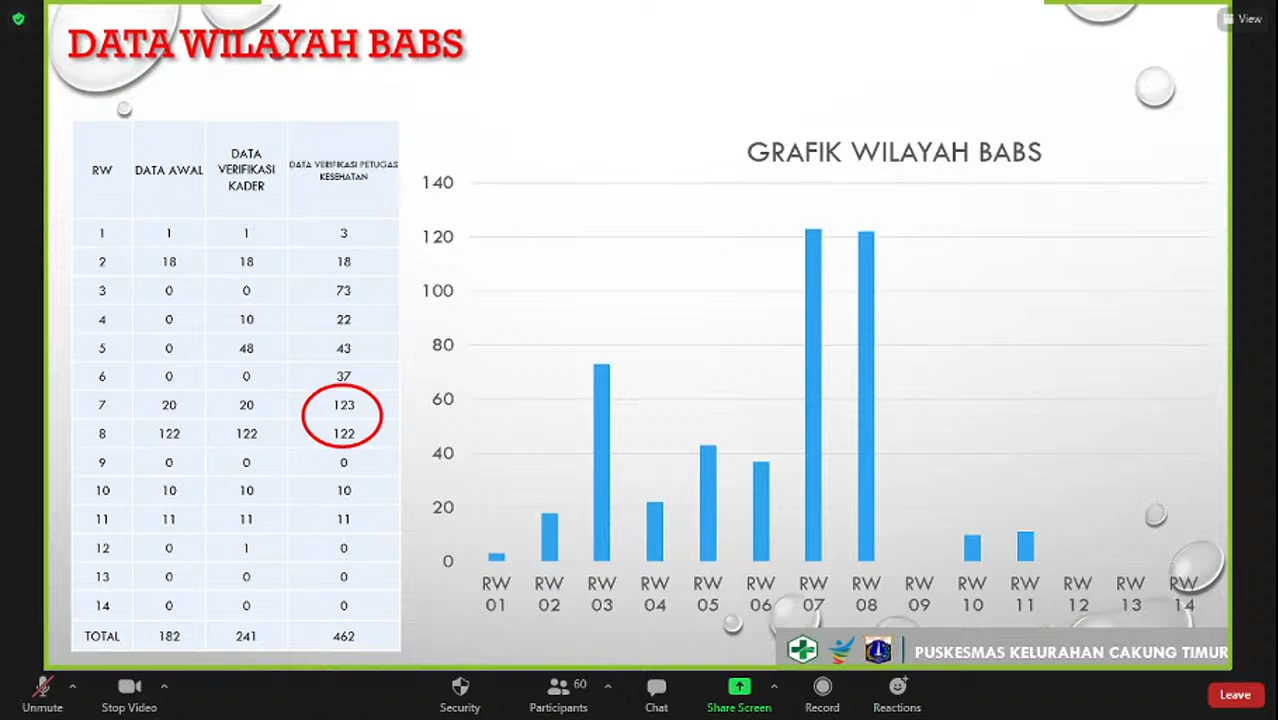 View
DATA WILAYAH BABS
RW DATA AWAL DATA VERIFIKASI KADER DATA VERIFIKASI PETUGAS KESEHATAN
1 1 1 3
2 18 18 18
3 0 0 73
4 0 10 22
5 0 48 43
6 0 0 37
7 20 20 123
8 122 122 122
9 0 0 0
10 10 10 10
11 11 11 11
12 0 1 0
13 0 0 0
14 0 0 0
TOTAL 182 241 462
GRAFIK WILAYAH BABS
140
120
100
80
60
40
20
0
RW 01 RW 02 RW 03 RW 04 RW 05 RW 06 RW 07 RW 08 RW 09 RW 10 RW 11 RW 12 RW 13 RW 14
PUSKESMAS KELURAHAN CAKUNG TIMUR
Unmute Stop Video Security Participants 60 Chat Share Screen Record Reactions Leave